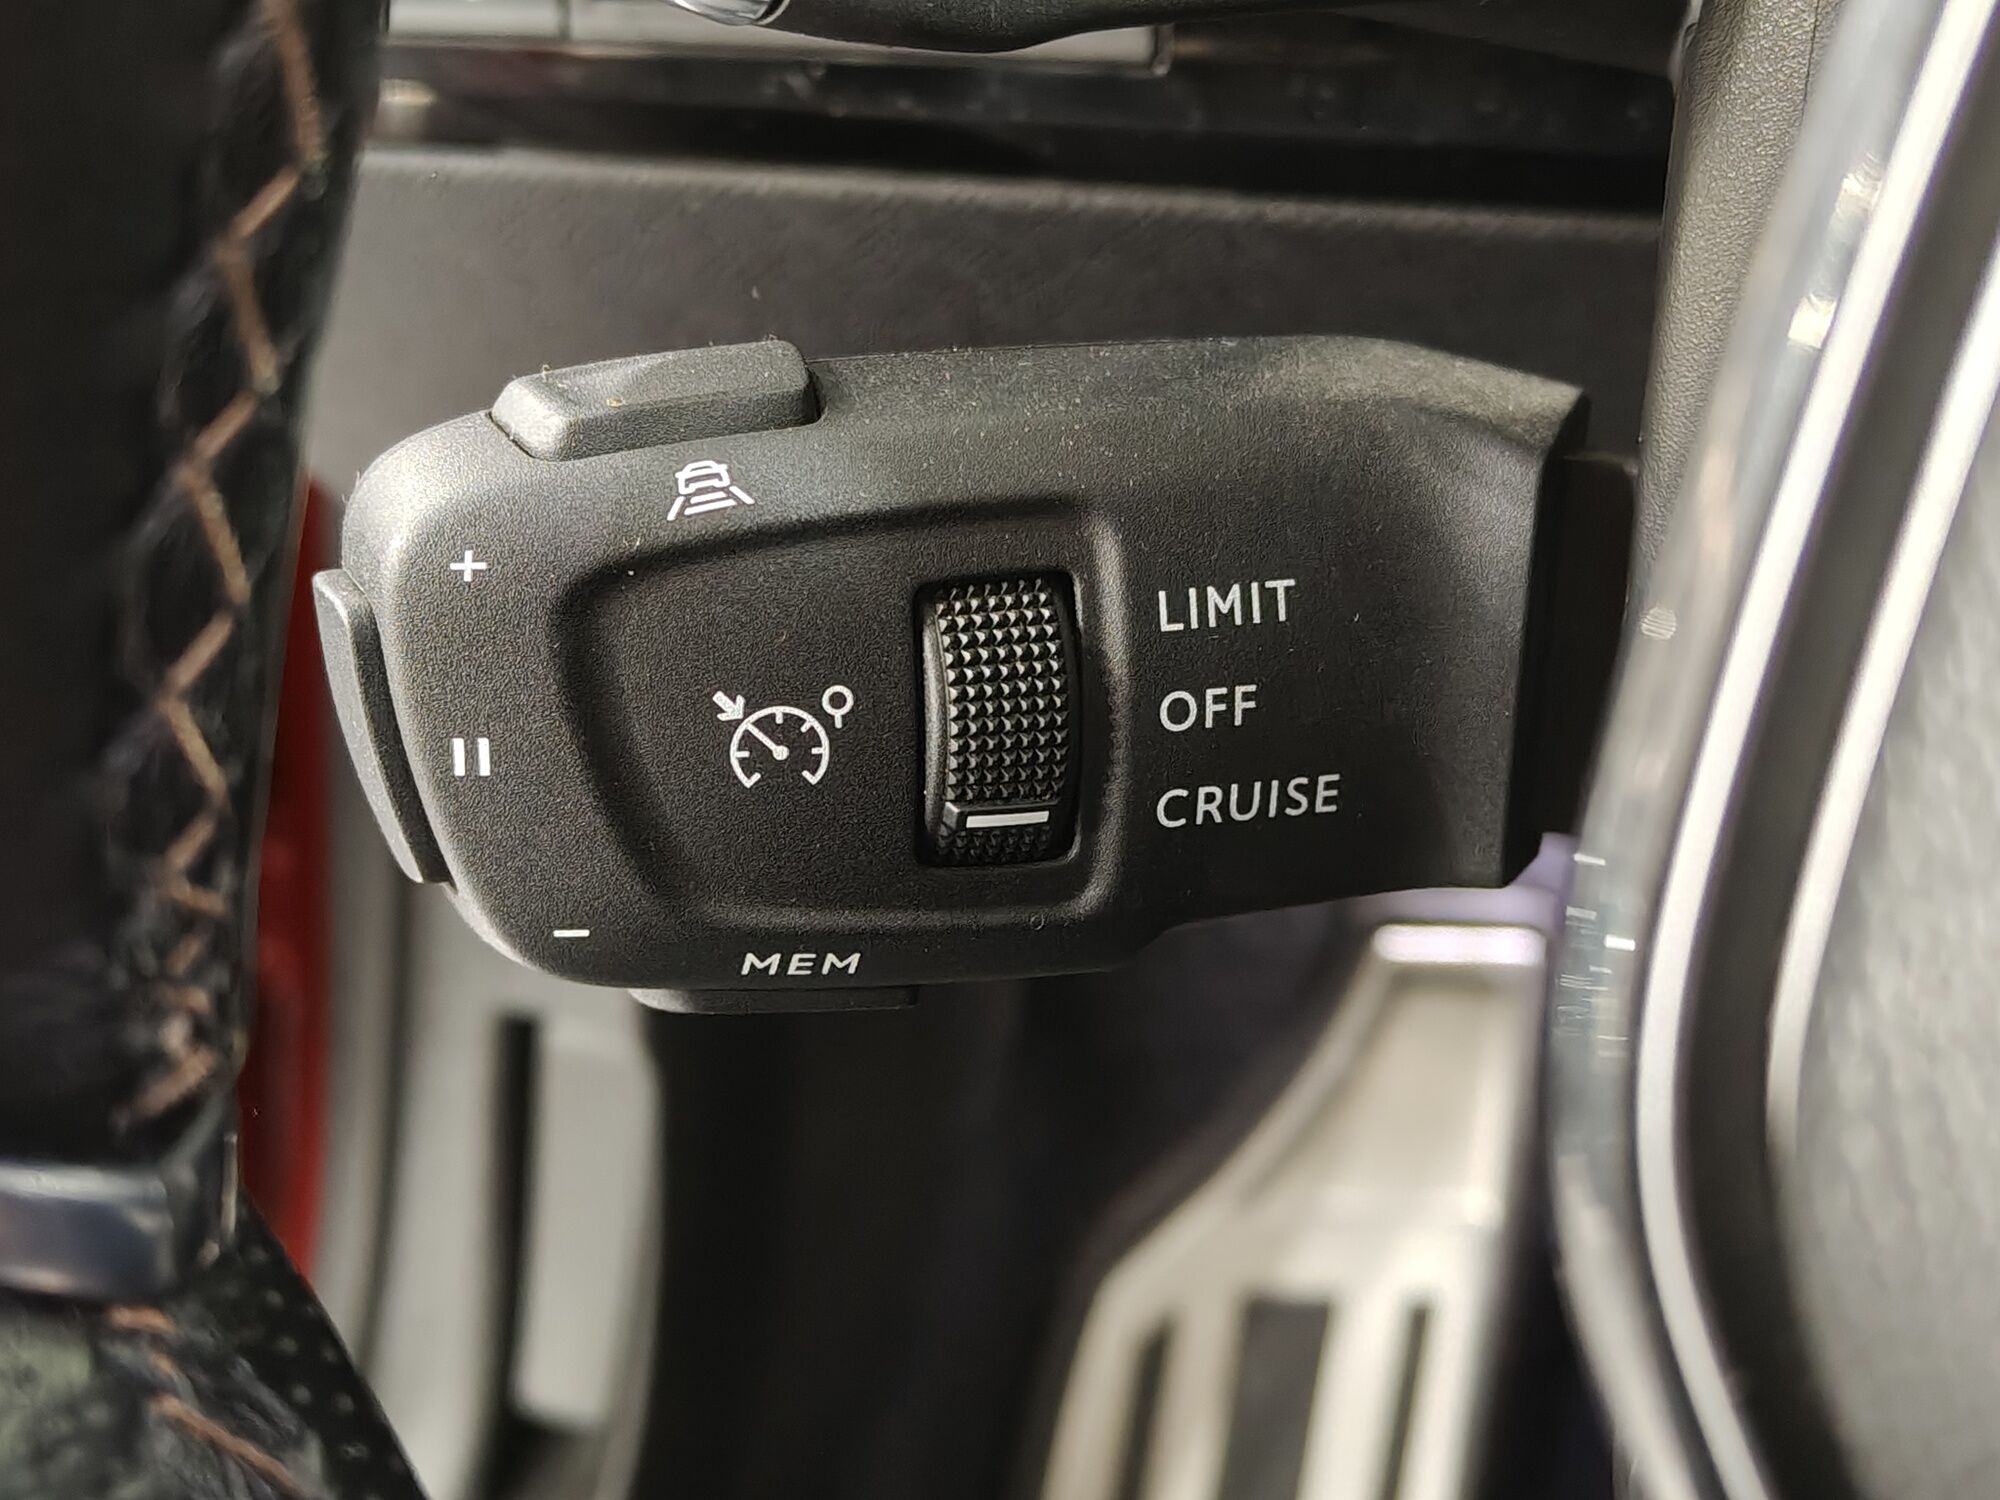 +
LIMIT
OFF
CRUISE
–
MEM